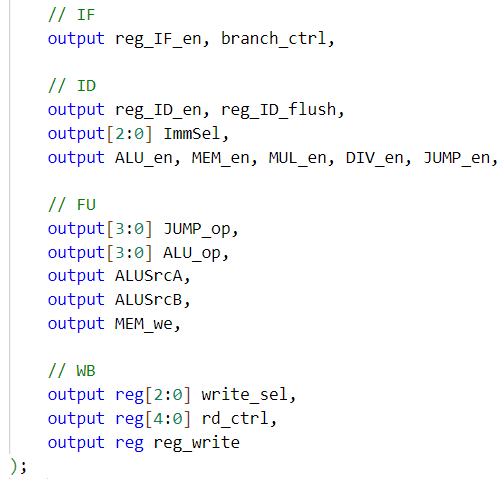 // IF
output reg_IF_en, branch_ctrl,
// ID
output reg_ID_en, reg_ID_flush,
output[2:0] ImmSel,
output ALU_en, MEM_en, MUL_en, DIV_en, JUMP_en,
// FU
output[3:0] JUMP_op,
output[3:0] ALU_op,
output ALUSrcA,
output ALUSrcB,
output MEM_we,
// WB
output reg[2:0] write_sel,
output reg[4:0] rd_ctrl,
output reg reg_write
);